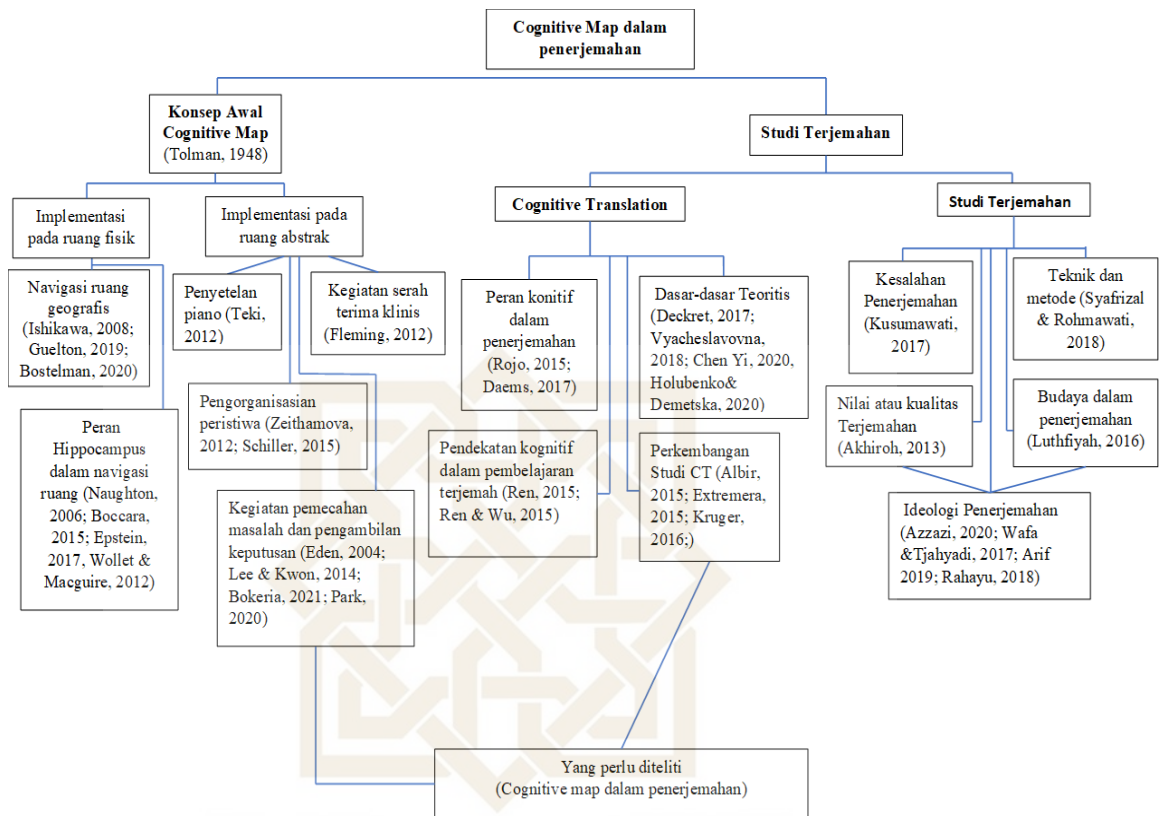 Cognitive Map dalam
penerjemahan
Konsep Awal
Cognitive Map
(Tolman, 1948)
Studi Terjemahan
Implementasi
pada ruang fisik
Implementasi pada
ruang abstrak
Cognitive Translation
Studi Terjemahan
Navigasi ruang
geografis
(Ishikawa, 2008;
Guelton, 2019;
Bostelman, 2020)
Penyetelan
piano (Teki,
2012)
Kegiatan serah
terima klinis
(Fleming, 2012)
Peran konitif
dalam
penerjemahan
(Rojo, 2015;
Daems, 2017)
Dasar-dasar Teoritis
(Deckret, 2017;
Vyacheslavovna,
2018; Chen Yi, 2020,
Holubenko&
Demetska, 2020)
Kesalahan
Penerjemahan
(Kusumawati,
2017)
Teknik dan
metode (Syafrizal
& Rohmawati,
2018)
Peran
Hippocampus
dalam navigasi
ruang (Naughton,
2006; Boccara,
2015; Epstein,
2017, Wollet &
Macguire, 2012)
Pengorganisasian
peristiwa (Zeithamova,
2012; Schiller, 2015)
Kegiatan pemecahan
masalah dan pengambilan
keputusan (Eden, 2004;
Lee & Kwon, 2014;
Bokeria, 2021; Park,
2020)
Pendekatan kognitif
dalam pembelajaran
terjemah (Ren, 2015;
Ren & Wu, 2015)
Perkembangan
Studi CT (Albir,
2015; Extremera,
2015; Kruger,
2016;)
Nilai atau kualitas
Terjemahan
(Akhiroh, 2013)
Budaya dalam
penerjemahan
(Luthfiyah, 2016)
Ideologi Penerjemahan
(Azzazi, 2020; Wafa
&Tjahyadi, 2017; Arif
2019; Rahayu, 2018)
Yang perlu diteliti
(Cognitive map dalam penerjemahan)